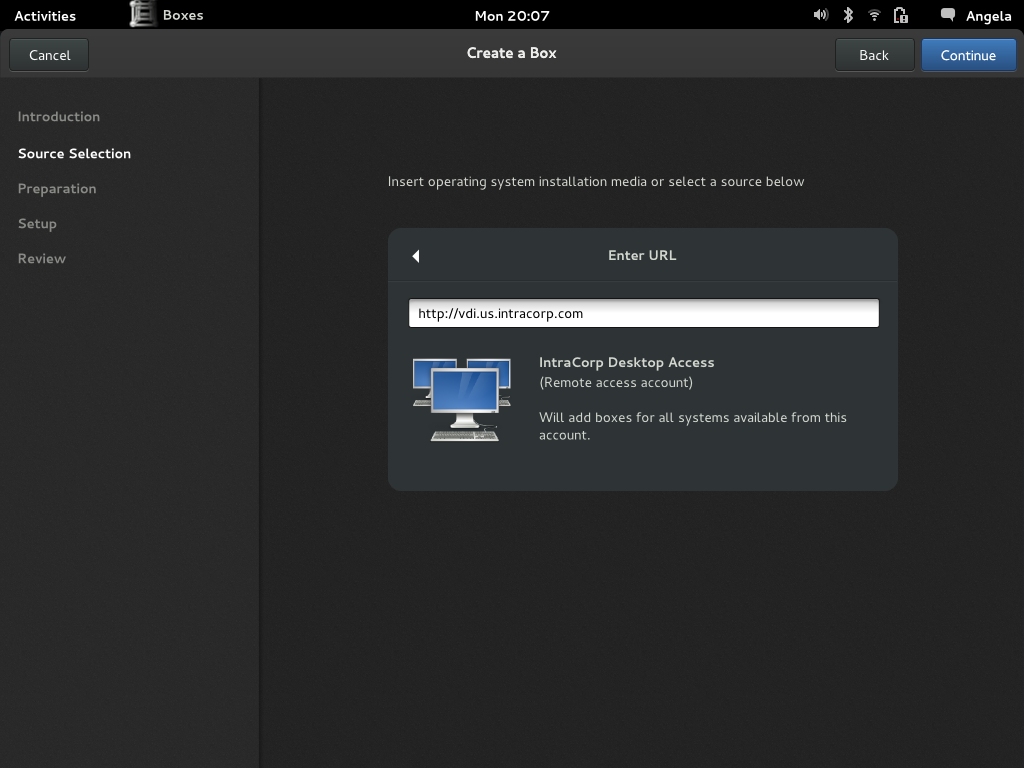 Activities
Boxes
Mon 20:07
Angela
Cancel
Create a Box
Back
Continue
Introduction
Source Selection
Preparation
Setup
Review
Insert operating system installation media or select a source below
Enter URL
http://vdi.us.intracorp.com
IntraCorp Desktop Access
(Remote access account)
Will add boxes for all systems available from this
account.